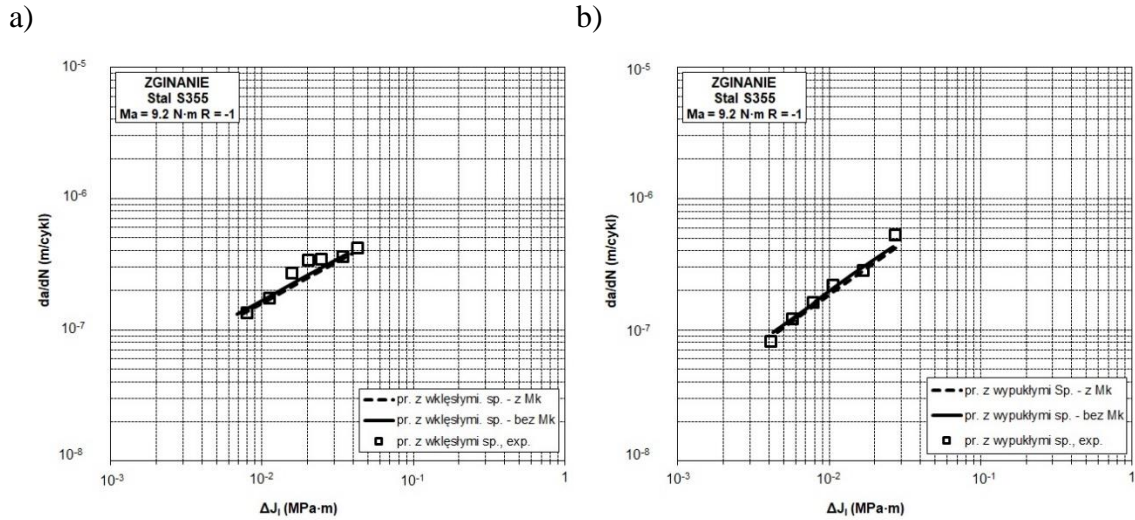 a)
10⁻⁵
ZGINANIE
Stal S355
Ma = 9.2 N·m R = -1
10⁻⁶
da/dN (m/cykl)
10⁻⁷
pr. z wklęsłymi. sp. - z Mk
pr. z wklęsłymi. sp. - bez Mk
pr. z wklęsłymi sp., exp.
10⁻⁸
10⁻³ 10⁻² 10⁻¹ 1
ΔJI (MPa·m)
b)
10⁻⁵
ZGINANIE
Stal S355
Ma = 9.2 N·m R = -1
10⁻⁶
da/dN (m/cykl)
10⁻⁷
pr. z wypukłymi Sp. - z Mk
pr. z wypukłymi sp. - bez Mk
pr. z wypukłymi sp., exp.
10⁻⁸
10⁻³ 10⁻² 10⁻¹ 1
ΔJI (MPa·m)